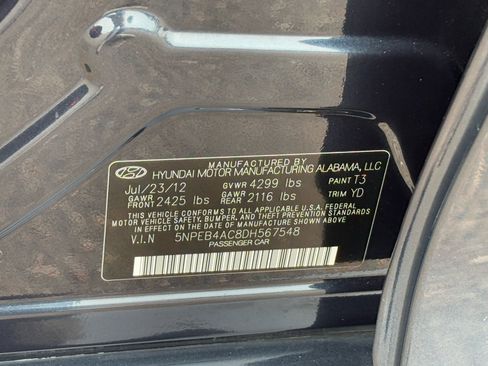 MANUFACTURED BY
HYUNDAI MOTOR MANUFACTURING ALABAMA, LLC
Jul/23/12 GVWR 4299 lbs PAINT T3
GAWR FRONT 2425 lbs GAWR REAR 2116 lbs TRIM YD
THIS VEHICLE CONFORMS TO ALL APPLICABLE U.S. FEDERAL
MOTOR VEHICLE SAFETY, BUMPER, AND THEFT PREVENTION STANDARDS
IN EFFECT ON THE DATE OF MANUFACTURE SHOWN ABOVE.
V.I.N 5NPEB4AC8DH567548
PASSENGER CAR